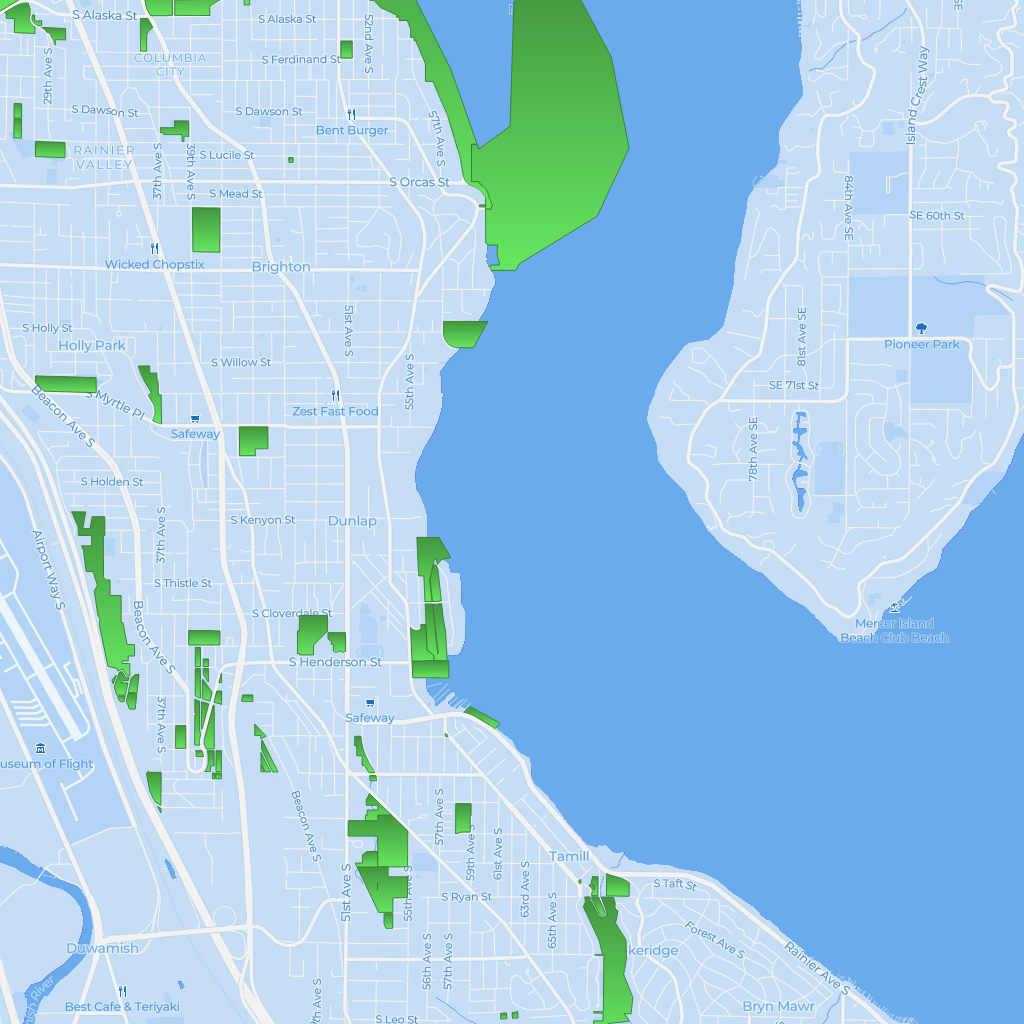 S Alaska St
S Alaska St
52nd Ave S
COLUMBIA
CITY
S Ferdinand St
29th Ave S
Island Crest Way
SE
S Dawson St
S Dawson St
Bent Burger
57th Ave S
RAINIER
VALLEY
37th Ave S
39th Ave S
S Lucile St
S Orcas St
S Mead St
84th Ave SE
SE 60th St
Wicked Chopstix
Brighton
S Holly St
Holly Park
51st Ave S
81st Ave SE
Pioneer Park
S Willow St
55th Ave S
SE 71st St
S Myrtle Pl
Beacon Ave S
Zest Fast Food
Safeway
78th Ave SE
S Holden St
S Kenyon St
Dunlap
37th Ave S
Airport Way S
S Thistle St
S Cloverdale St
Beacon Ave S
Mercer Island
Beach Club Beach
S Henderson St
37th Ave S
Safeway
useum of Flight
Beacon Ave S
57th Ave S
59th Ave S
61st Ave S
Tamill
51st Ave S
55th Ave S
S Ryan St
63rd Ave S
65th Ave S
S Taft St
Duwamish
56th Ave S
57th Ave S
keridge
Forest Ave S
Rainier Ave S
Best Cafe & Teriyaki
ish River
Bryn Mawr
S Leo St